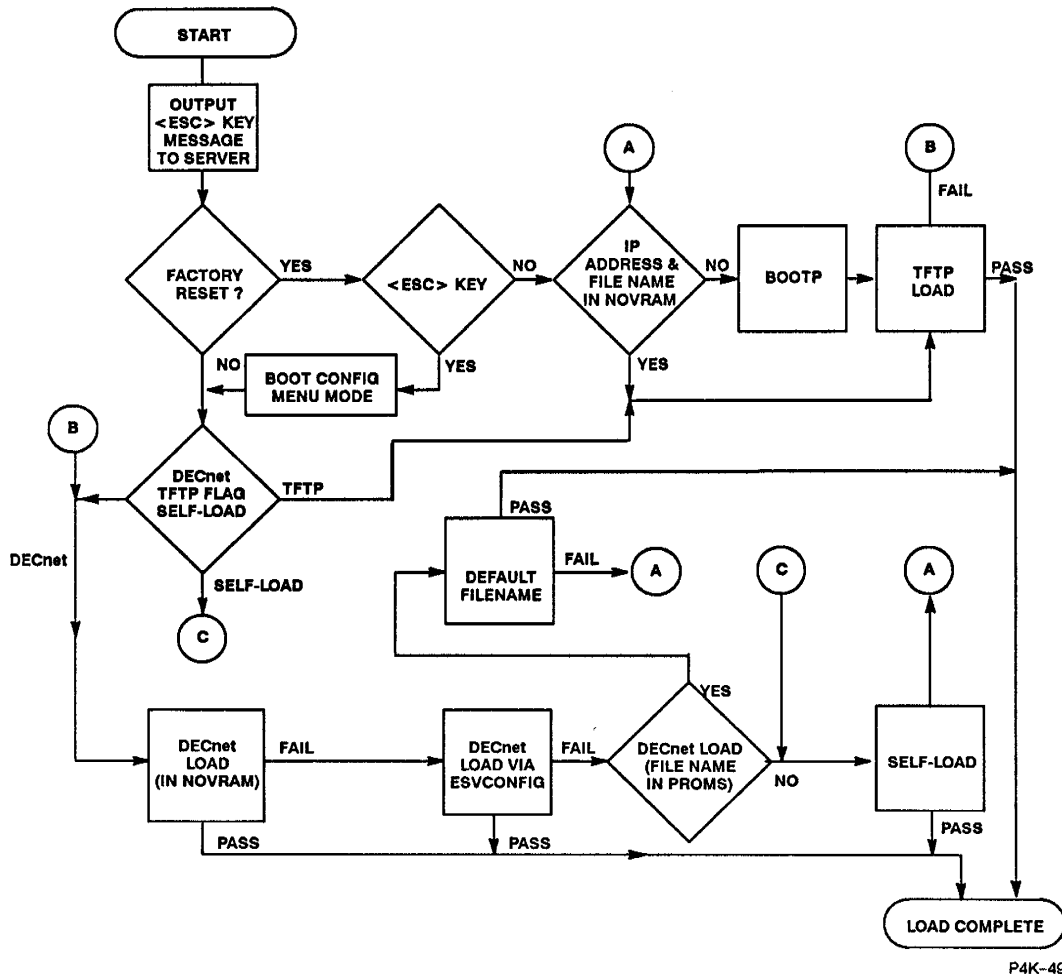 START
OUTPUT
<ESC> KEY
MESSAGE
TO SERVER
A
B
FAIL
FACTORY
RESET ?
YES
<ESC> KEY
NO
IP
ADDRESS &
FILE NAME
IN NOVRAM
NO
BOOTP
TFTP
LOAD
PASS
NO
BOOT CONFIG
MENU MODE
YES
YES
B
DECnet
TFTP FLAG
SELF-LOAD
TFTP
DECnet
SELF-LOAD
C
PASS
DEFAULT
FILENAME
FAIL
A
C
A
YES
DECnet
LOAD
(IN NOVRAM)
FAIL
DECnet
LOAD VIA
ESVCONFIG
FAIL
DECnet LOAD
(FILE NAME
IN PROMS)
NO
SELF-LOAD
PASS
PASS
PASS
LOAD COMPLETE